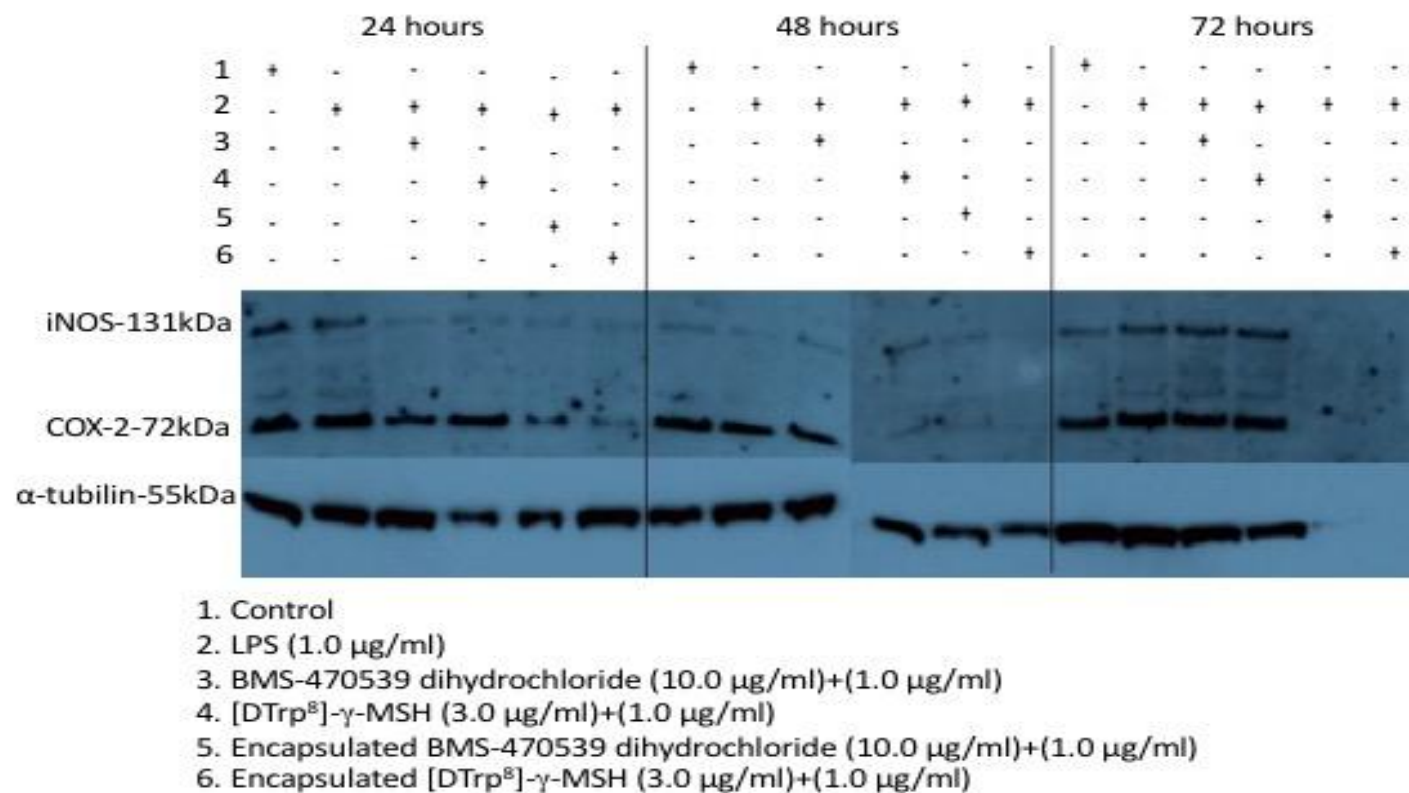 24 hours 48 hours 72 hours
1 + - - - - - + - - - - - + - - - - -
2 - + + + + + - + + + + + - + + + + +
3 - - + - - - - - + - - - - - + - - -
4 - - - + - - - - - + - - - - - + - -
5 - - - - + - - - - - + - - - - - + -
6 - - - - - + - - - - - + - - - - - +
iNOS-131kDa
COX-2-72kDa
α-tubilin-55kDa
1. Control
2. LPS (1.0 µg/ml)
3. BMS-470539 dihydrochloride (10.0 µg/ml)+(1.0 µg/ml)
4. [DTrp⁸]-γ-MSH (3.0 µg/ml)+(1.0 µg/ml)
5. Encapsulated BMS-470539 dihydrochloride (10.0 µg/ml)+(1.0 µg/ml)
6. Encapsulated [DTrp⁸]-γ-MSH (3.0 µg/ml)+(1.0 µg/ml)